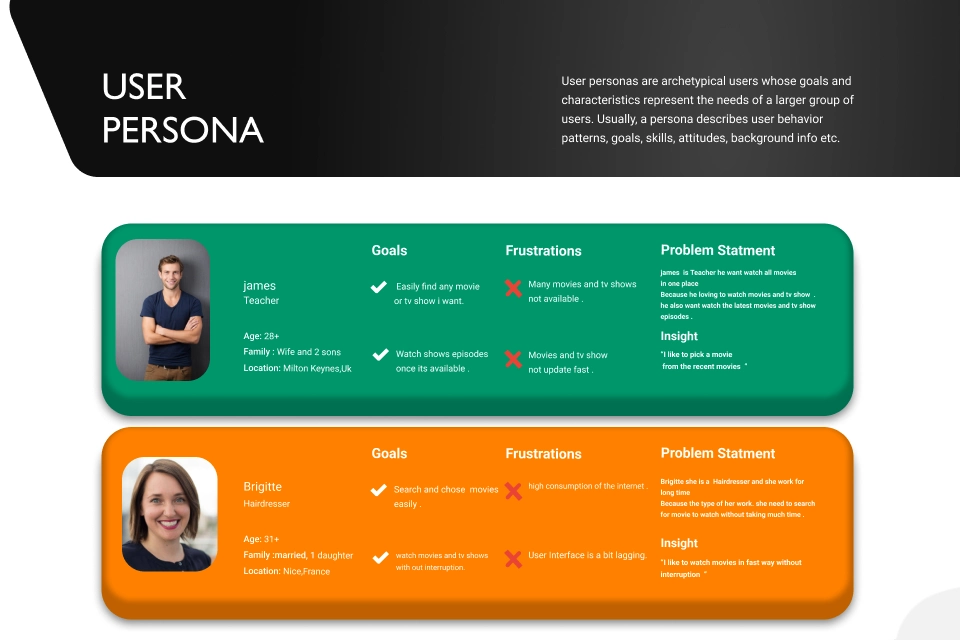 USER
PERSONA
User personas are archetypical users whose goals and
characteristics represent the needs of a larger group of
users. Usually, a persona describes user behavior
patterns, goals, skills, attitudes, background info etc.
james
Teacher
Age: 28+
Family : Wife and 2 sons
Location: Milton Keynes,Uk
Goals
Easily find any movie
or tv show i want.
Watch shows episodes
once its available .
Frustrations
Many movies and tv shows
not available .
Movies and tv show
not update fast .
Problem Statment
james is Teacher he want watch all movies
in one place
Because he loving to watch movies and tv show .
he also want watch the latest movies and tv show
episodes .
Insight
"I like to pick a movie
from the recent movies "
Brigitte
Hairdresser
Age: 31+
Family :married, 1 daughter
Location: Nice,France
Goals
Search and chose movies
easily .
watch movies and tv shows
with out interruption.
Frustrations
high consumption of the internet .
User Interface is a bit lagging.
Problem Statment
Brigitte she is a Hairdresser and she work for
long time
Because the type of her work. she need to search
for movie to watch without taking much time .
Insight
"I like to watch movies in fast way without
interruption "